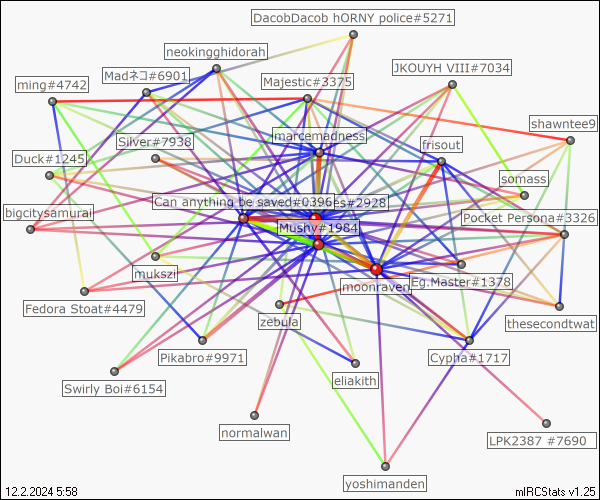 DacobDacob hORNY police#5271
neokingghidorah
JKOUYH VIII#7034
Madネコ#6901
Majestic#3375
ming#4742
shawntee9
marcemadness
Silver#7938
frisout
Duck#1245
somass
Can anything be saved#0396
es#2928
bigcitysamurai
Pocket Persona#3326
Mushy#1984
mukszi
moonraven
Eg.Master#1378
Fedora Stoat#4479
zebula
thesecondtwat
Pikabro#9971
Cypha#1717
Swirly Boi#6154
eliakith
normalwan
LPK2387 #7690
yoshimanden
12.2.2024 5:58
mIRCStats v1.25